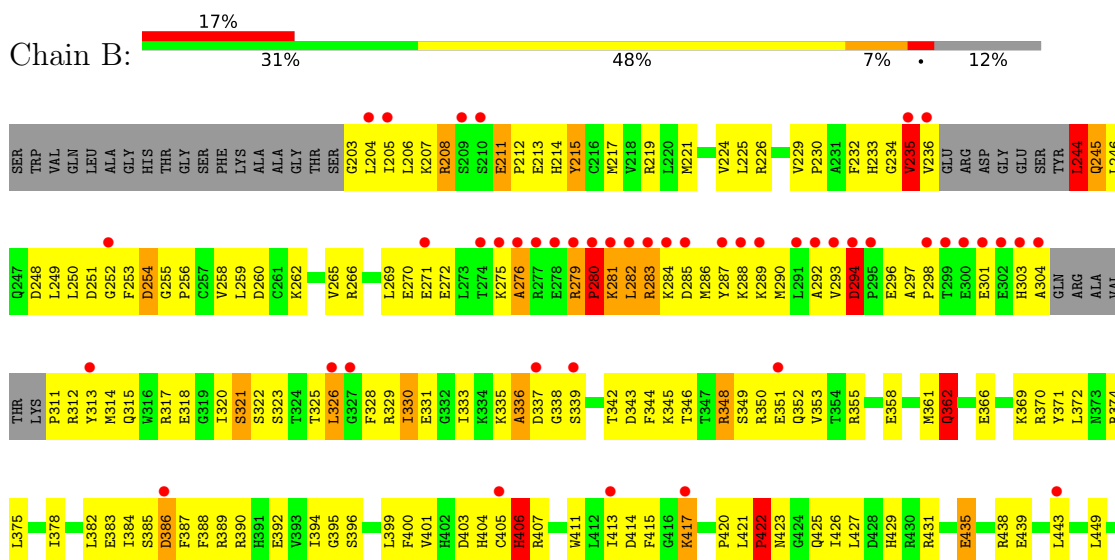 17%
Chain B:
31% 48% 7% • 12%
SER TRP VAL GLN LEU ALA GLY HIS THR GLY SER PHE LYS ALA ALA GLY THR SER G203 L204 I205 L206 K207 R208 S209 S210 E211 P212 E213 H214 Y215 C216 M217 V218 R219 L220 M221 V224 L225 R226 V229 P230 A231 F232 H233 G234 V235 V236 GLU ARG ASP GLY GLU SER TYR L244 Q245 L246
Q247 D248 L249 L250 D251 G252 F253 D254 G255 P256 C257 V258 L259 D260 C261 K262 V265 R266 L269 E270 E271 E272 L273 T274 K275 A276 R277 E278 R279 P280 K281 L282 R283 K284 D285 M286 Y287 K288 K289 M290 L291 A292 V293 D294 P295 E296 A297 P298 T299 E300 E301 E302 H303 A304 GLN ARG ALA VAL
THR LYS P311 R312 Y313 M314 Q315 W316 R317 E318 G319 I320 S321 S322 S323 T324 T325 L326 G327 F328 R329 I330 E331 G332 I333 K334 K335 A336 D337 G338 S339 T342 D343 F344 K345 T346 T347 R348 S349 R350 E351 Q352 V353 T354 R355 E358 M361 Q362 E366 K369 R370 Y371 L372 N373 R374
L375 I378 L382 E383 I384 S385 D386 F387 F388 R389 R390 H391 E392 V393 I394 G395 S396 L399 F400 V401 H402 D403 H404 C405 H406 R407 W411 L412 I413 D414 F415 G416 K417 P420 L421 P422 N423 G424 Q425 I426 L427 D428 H429 R430 R431 E435 R438 E439 L443 L449